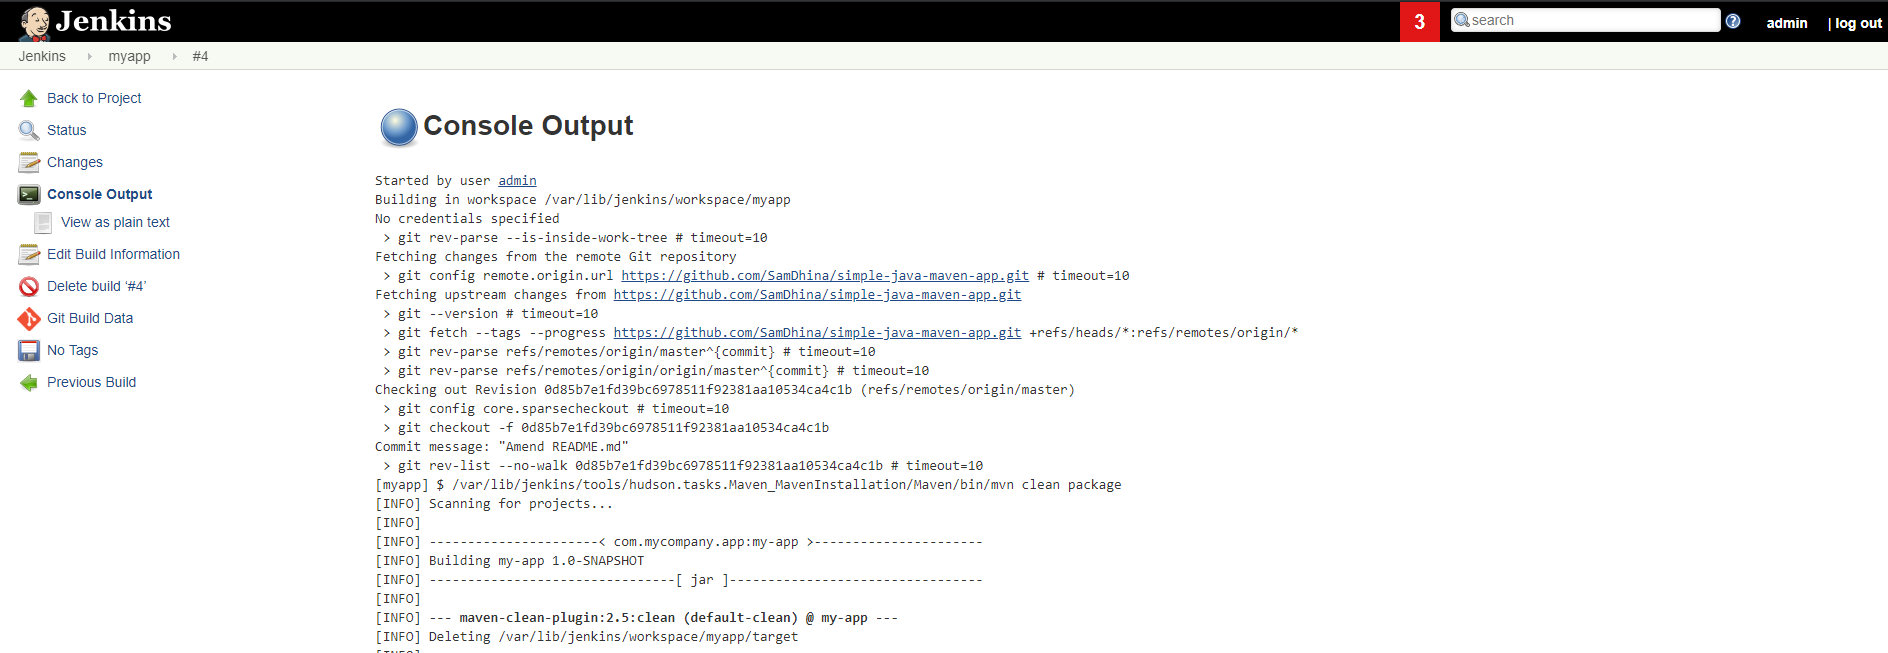 Jenkins
3
search
admin
| log out
Jenkins
myapp
#4
Back to Project
Status
Changes
Console Output
View as plain text
Edit Build Information
Delete build ‘#4’
Git Build Data
No Tags
Previous Build
Console Output
Started by user admin
Building in workspace /var/lib/jenkins/workspace/myapp
No credentials specified
> git rev-parse --is-inside-work-tree # timeout=10
Fetching changes from the remote Git repository
> git config remote.origin.url https://github.com/SamDhina/simple-java-maven-app.git # timeout=10
Fetching upstream changes from https://github.com/SamDhina/simple-java-maven-app.git
> git --version # timeout=10
> git fetch --tags --progress https://github.com/SamDhina/simple-java-maven-app.git +refs/heads/*:refs/remotes/origin/*
> git rev-parse refs/remotes/origin/master^{commit} # timeout=10
> git rev-parse refs/remotes/origin/origin/master^{commit} # timeout=10
Checking out Revision 0d85b7e1fd39bc6978511f92381aa10534ca4c1b (refs/remotes/origin/master)
> git config core.sparsecheckout # timeout=10
> git checkout -f 0d85b7e1fd39bc6978511f92381aa10534ca4c1b
Commit message: "Amend README.md"
> git rev-list --no-walk 0d85b7e1fd39bc6978511f92381aa10534ca4c1b # timeout=10
[myapp] $ /var/lib/jenkins/tools/hudson.tasks.Maven_MavenInstallation/Maven/bin/mvn clean package
[INFO] Scanning for projects...
[INFO]
[INFO] ----------------------< com.mycompany.app:my-app >----------------------
[INFO] Building my-app 1.0-SNAPSHOT
[INFO] --------------------------------[ jar ]---------------------------------
[INFO]
[INFO] --- maven-clean-plugin:2.5:clean (default-clean) @ my-app ---
[INFO] Deleting /var/lib/jenkins/workspace/myapp/target